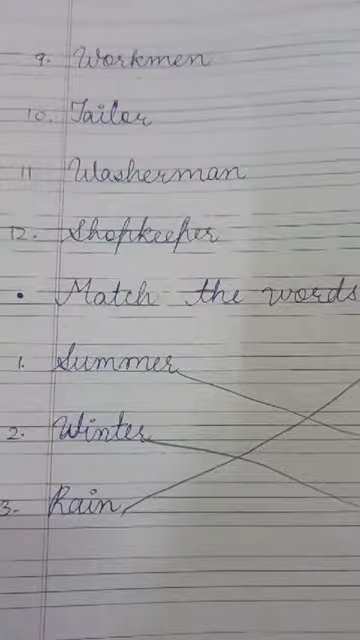 9. Workmen
10. Tailor
11 Washerman
12. Shopkeeper
• Match the words
1. Summer
2. Winter
3. Rain